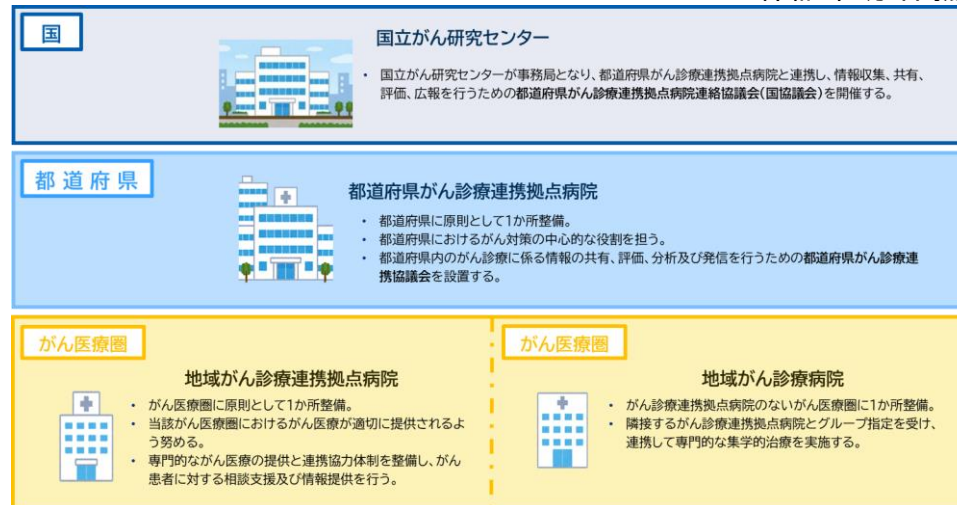 国
国立がん研究センター
• 国立がん研究センターが事務局となり、都道府県がん診療連携拠点病院と連携し、情報収集、共有、
評価、広報を行うための都道府県がん診療連携拠点病院連絡協議会(国協議会)を開催する。
都道府県
都道府県がん診療連携拠点病院
• 都道府県に原則として1か所整備。
• 都道府県におけるがん対策の中心的な役割を担う。
• 都道府県内のがん診療に係る情報の共有、評価、分析及び発信を行うための都道府県がん診療連
携協議会を設置する。
がん医療圏
地域がん診療連携拠点病院
• がん医療圏に原則として1か所整備。
• 当該がん医療圏におけるがん医療が適切に提供されるよ
う努める。
• 専門的ながん医療の提供と連携協力体制を整備し、がん
患者に対する相談支援及び情報提供を行う。
がん医療圏
地域がん診療病院
• がん診療連携拠点病院のないがん医療圏に1か所整備。
• 隣接するがん診療連携拠点病院とグループ指定を受け、
連携して専門的な集学的治療を実施する。